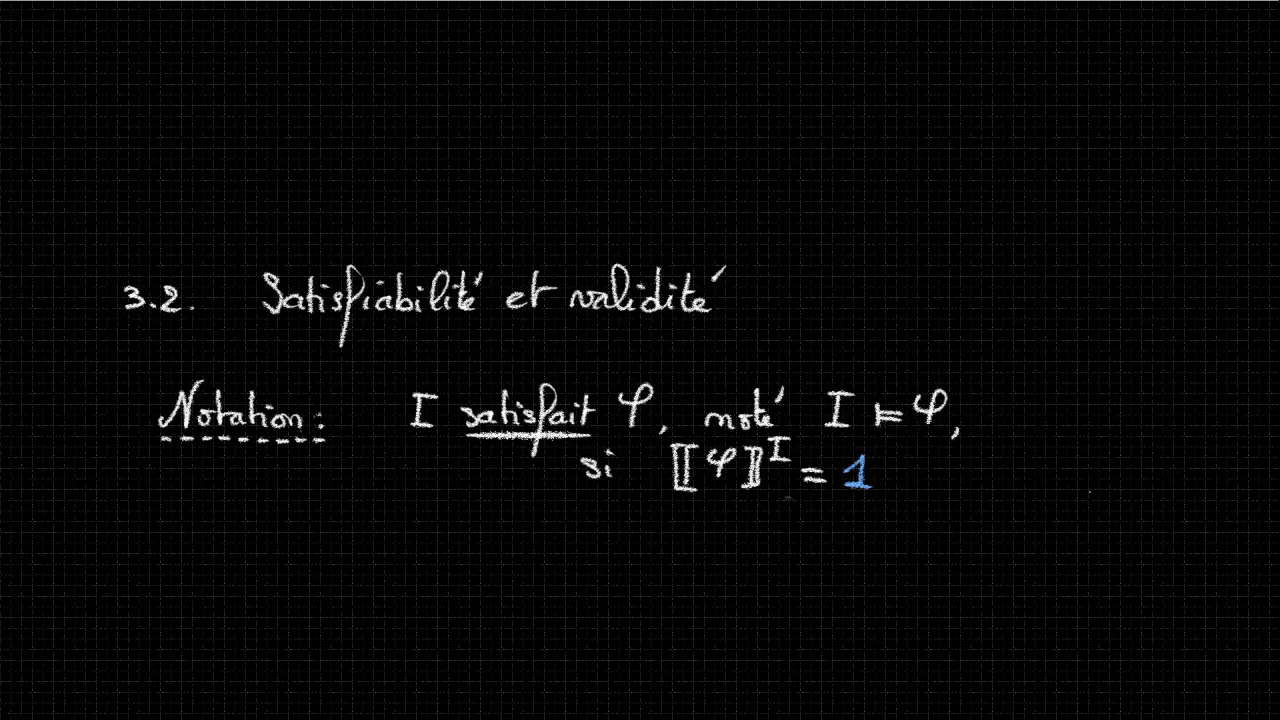 3.2. Satisfiabilité et validité
Notation: I satisfait φ, noté I ⊨ φ,
si ⟦φ⟧^I = 1